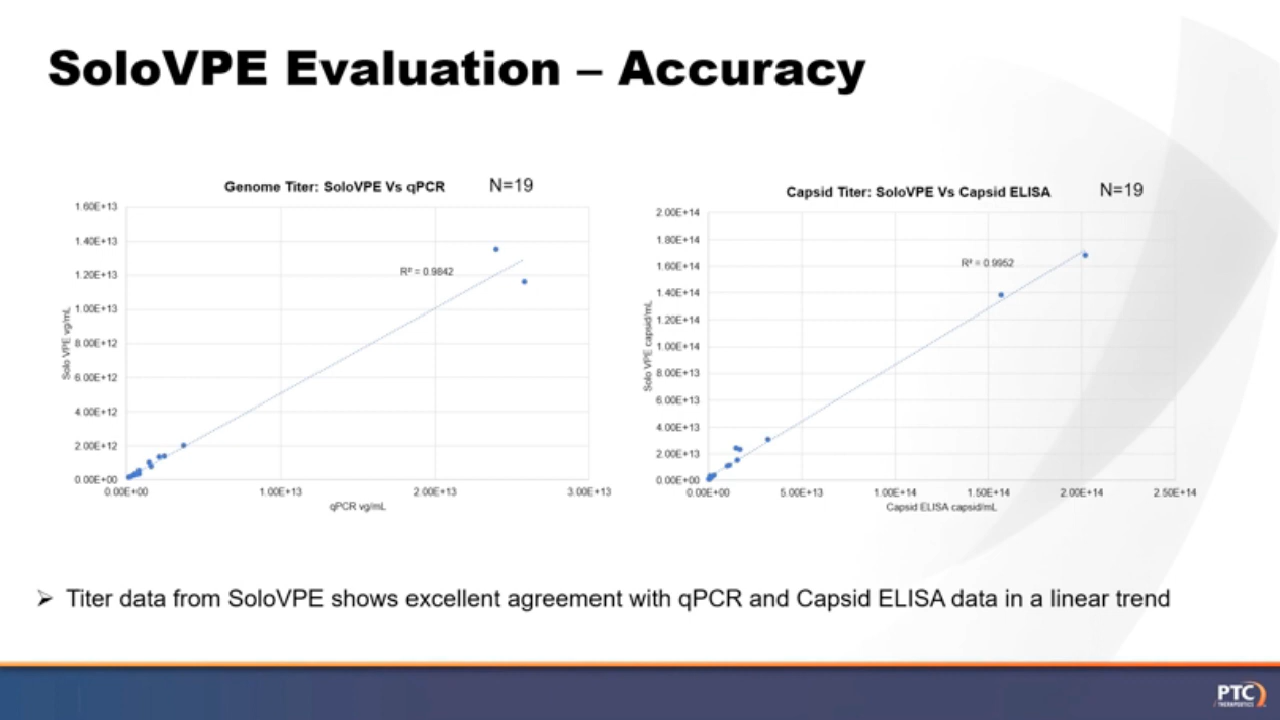 SoloVPE Evaluation – Accuracy
Genome Titer: SoloVPE Vs qPCR
N=19
1.60E+13
1.40E+13
1.20E+13
1.00E+13
8.00E+12
6.00E+12
4.00E+12
2.00E+12
0.00E+00
Solo VPE vg/mL
R² = 0.9842
0.00E+00
1.00E+13
2.00E+13
3.00E+13
qPCR vg/mL
Capsid Titer: SoloVPE Vs Capsid ELISA
N=19
2.00E+14
1.80E+14
1.60E+14
1.40E+14
1.20E+14
1.00E+14
8.00E+13
6.00E+13
4.00E+13
2.00E+13
0.00E+00
Solo VPE capsid/mL
R² = 0.9952
0.00E+00
5.00E+13
1.00E+14
1.50E+14
2.00E+14
2.50E+14
Capsid ELISA capsid/mL
➢ Titer data from SoloVPE shows excellent agreement with qPCR and Capsid ELISA data in a linear trend
PTC
THERAPEUTICS